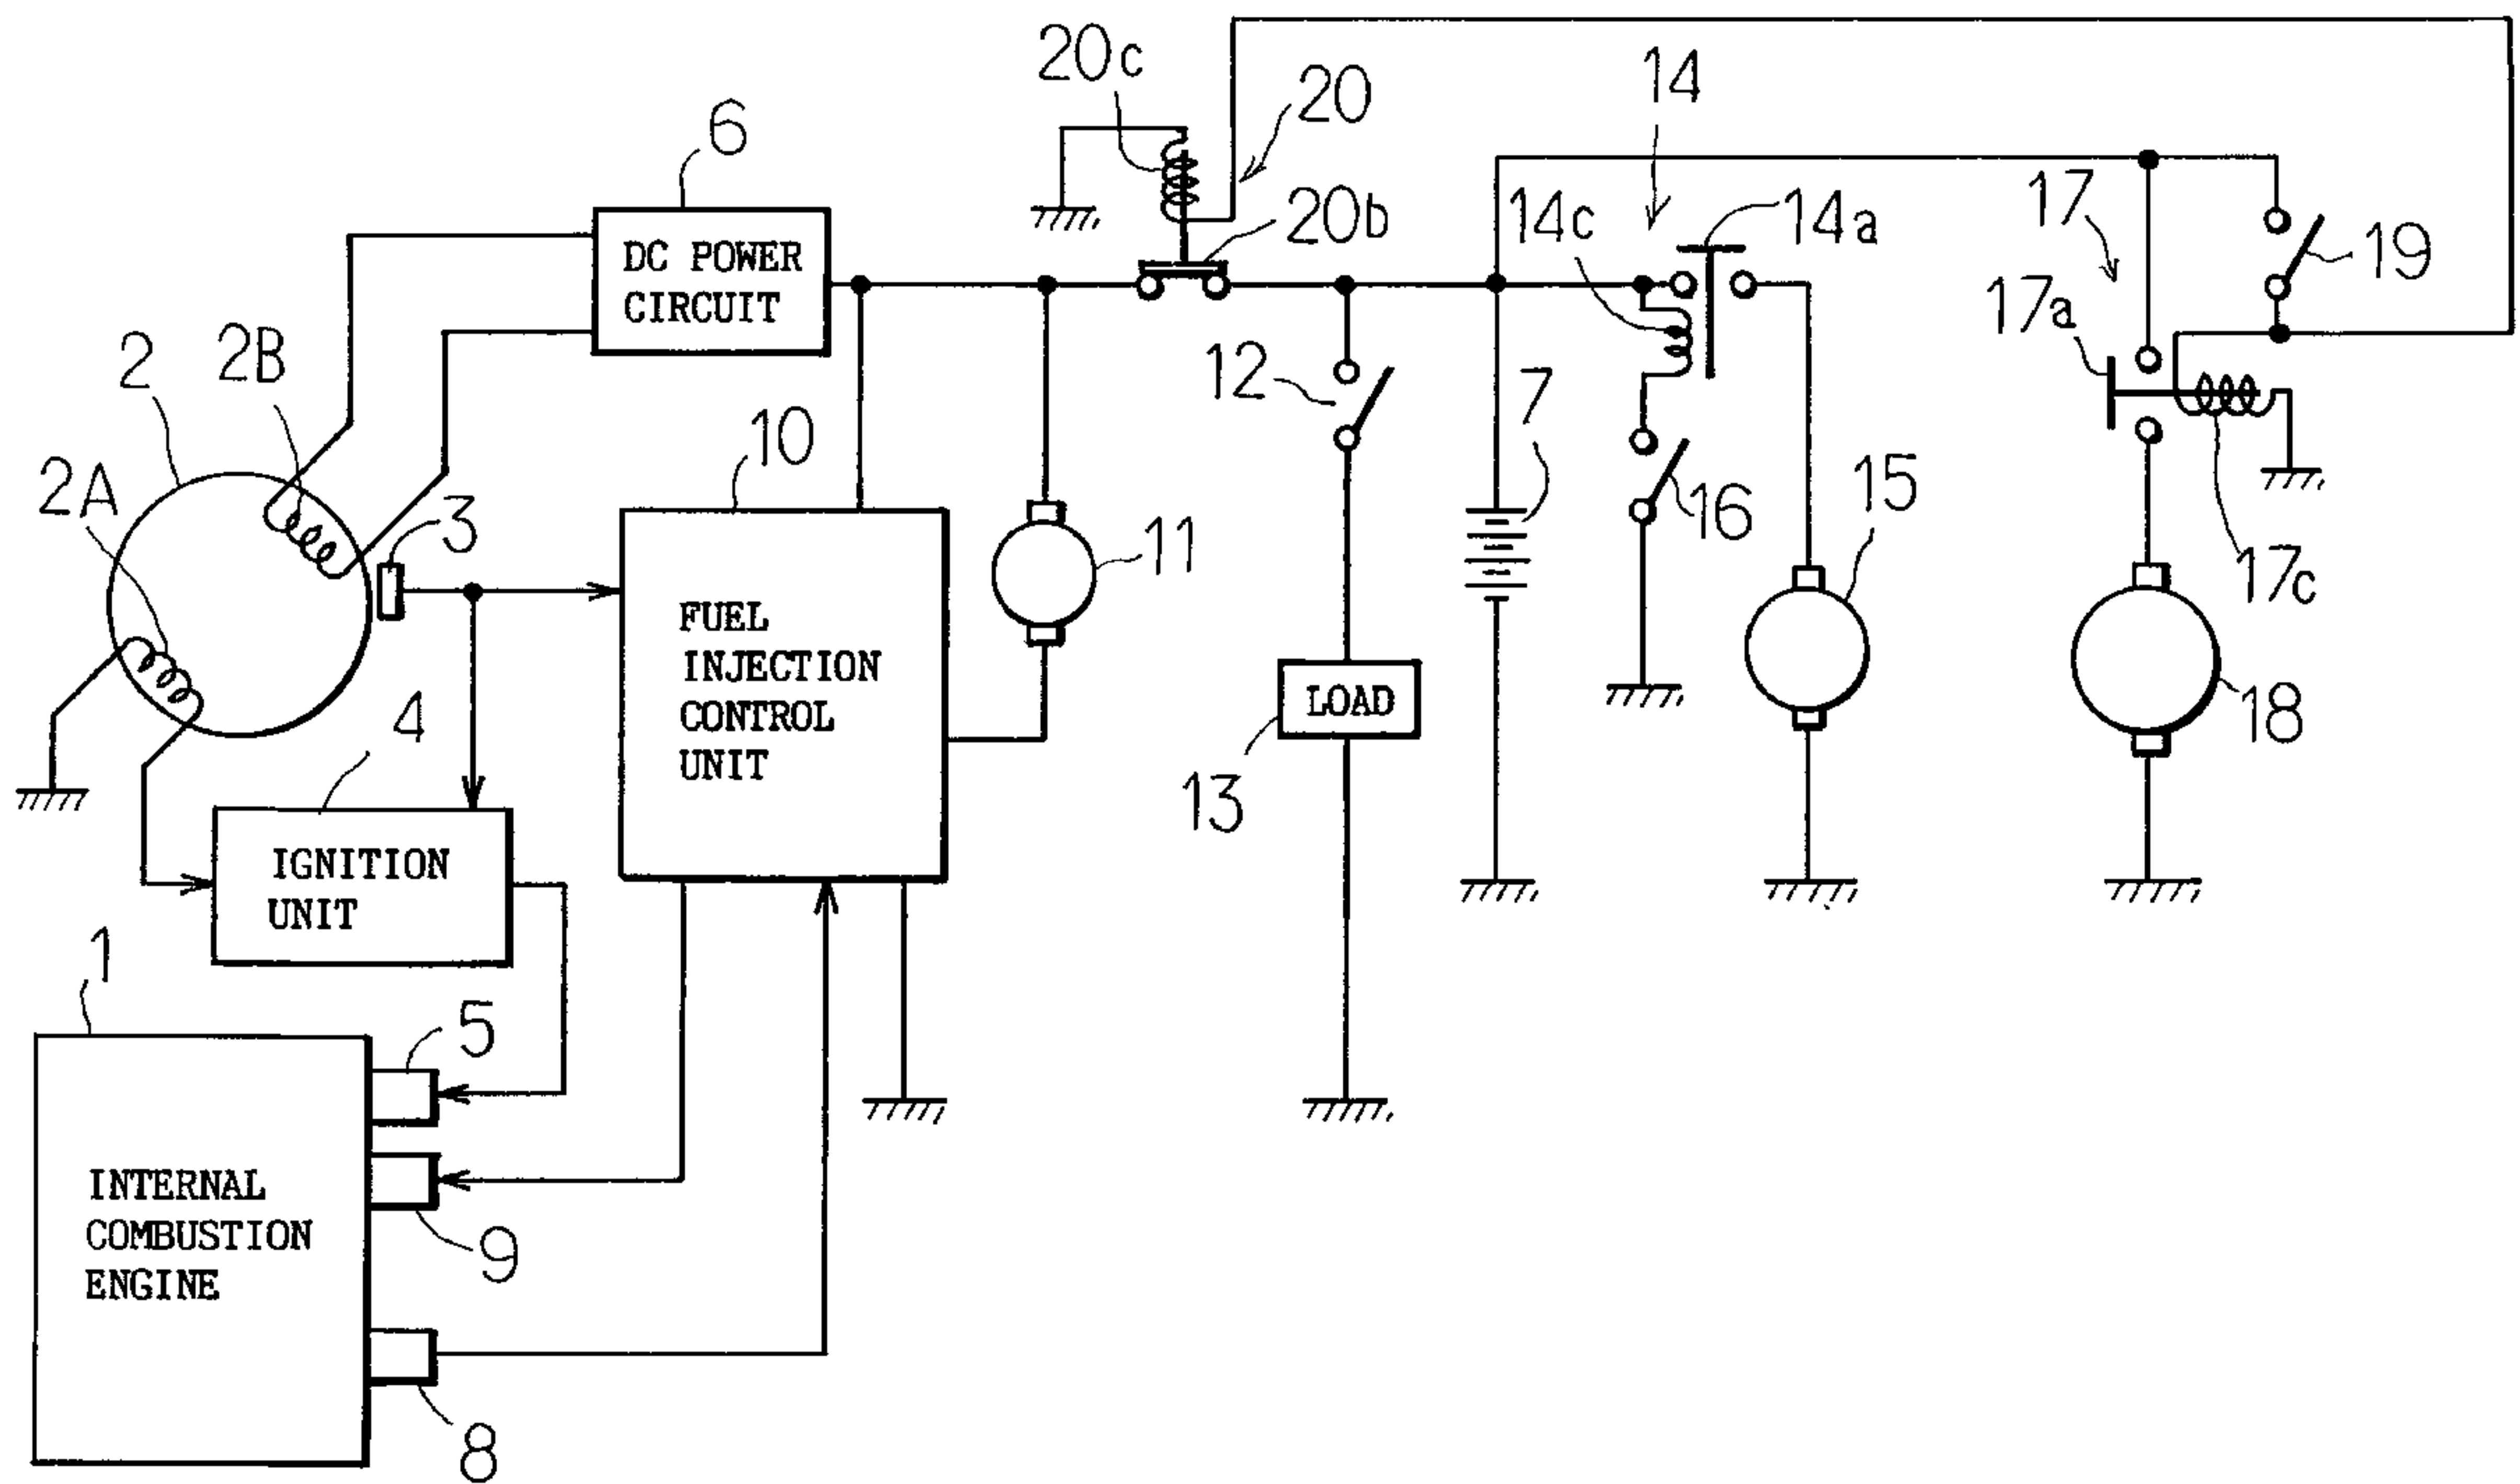 20c
20
14
6
17
14c
14a
20b
19
DC POWER
CIRCUIT
17a
2
2B
12
7
10
2A
3
16
15
11
17c
FUEL
INJECTION
CONTROL
UNIT
4
LOAD
18
13
IGNITION
UNIT
1
5
INTERNAL
COMBUSTION
ENGINE
9
8